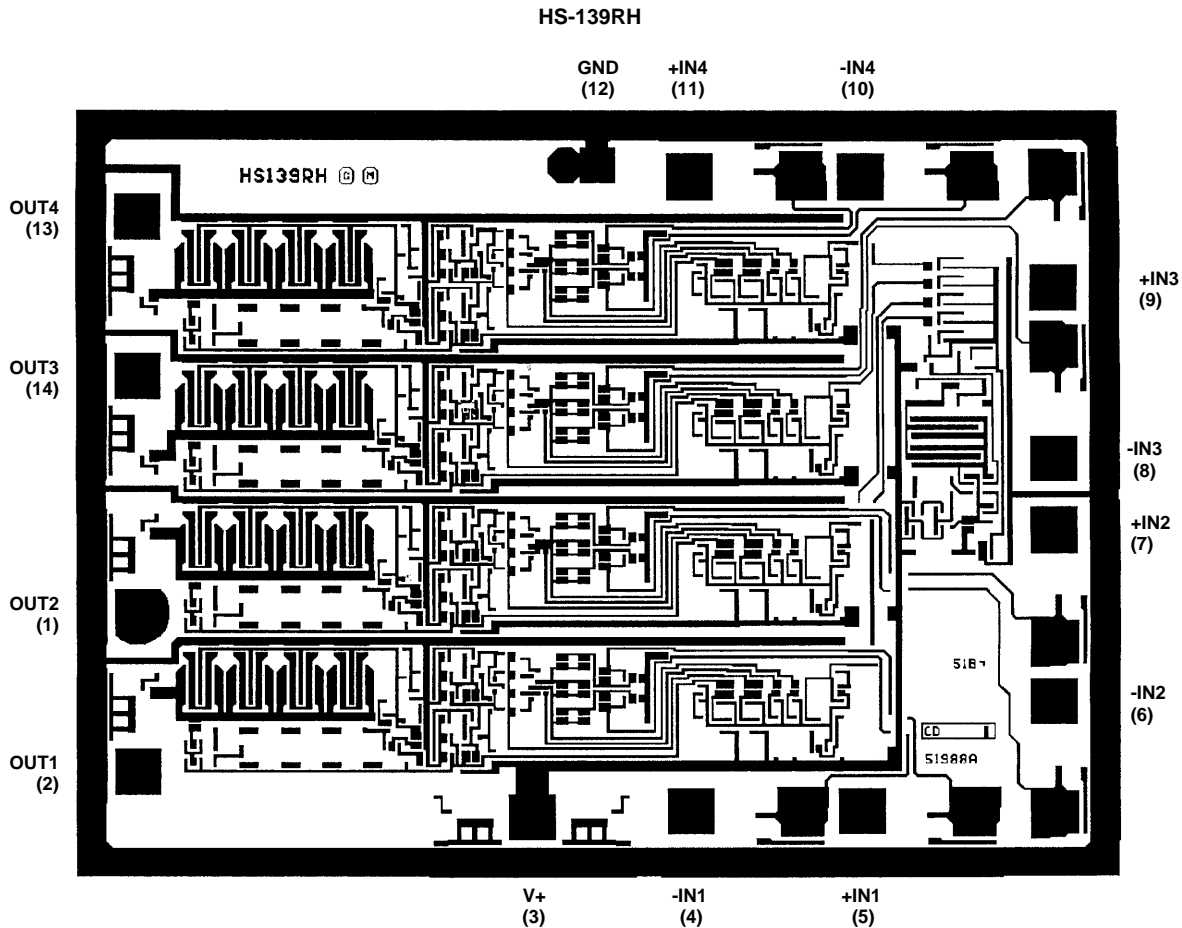 HS-139RH
GND
(12)
+IN4
(11)
-IN4
(10)
HS139RH G M
OUT4
(13)
+IN3
(9)
OUT3
(14)
-IN3
(8)
+IN2
(7)
OUT2
(1)
-IN2
(6)
CD
51988A
OUT1
(2)
V+
(3)
-IN1
(4)
+IN1
(5)